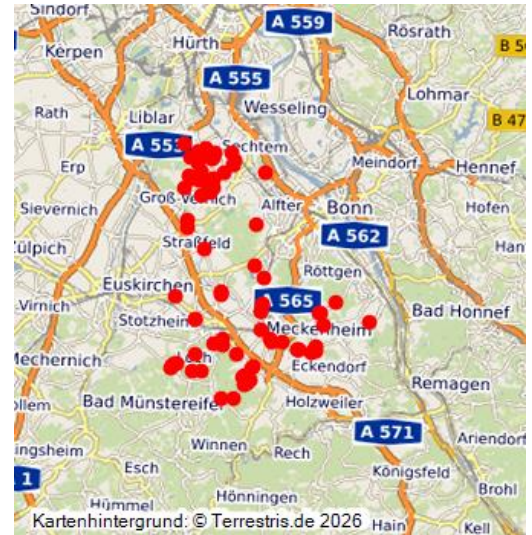 Sindorf
A 559
Rösrath
Kerpen
Hürth
A 555
Lohmar
Rath
Liblar
Wesseling
B 47
A 553
Sechtem
Erp
Meindorf
Hennef
Groß-Vernich
Alfter
Bonn
Hofen
Sievernich
A 562
Straßfeld
Zülpich
Röttgen
Euskirchen
Virnich
A 565
Bad Honnef
Stotzheim
Meckenheim
Mechernich
Eckendorf
Remagen
Bad Münstereifel
Holzweiler
A 571
Winnen
Rech
Ariendorf
ingsheim
Esch
Königsfeld
1
Hönningen
Brohl
Hümmel
Kartenhintergrund: © Terrestris.de 2026
Hain
Kell